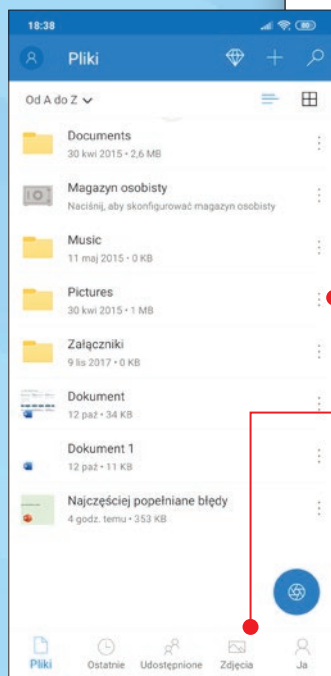 18:38
Pliki
Od A do Z
Documents
30 kwi 2015 • 2,6 MB
Magazyn osobisty
Naciśnij, aby skonfigurować magazyn osobisty
Music
11 maj 2015 • 0 KB
Pictures
30 kwi 2015 • 1 MB
Załączniki
9 lis 2017 • 0 KB
Dokument
12 paź • 34 KB
Dokument 1
12 paź • 11 KB
Najczęściej popełniane błędy
4 godz. temu • 353 KB
Pliki Ostatnie Udostępnione Zdjęcia Ja